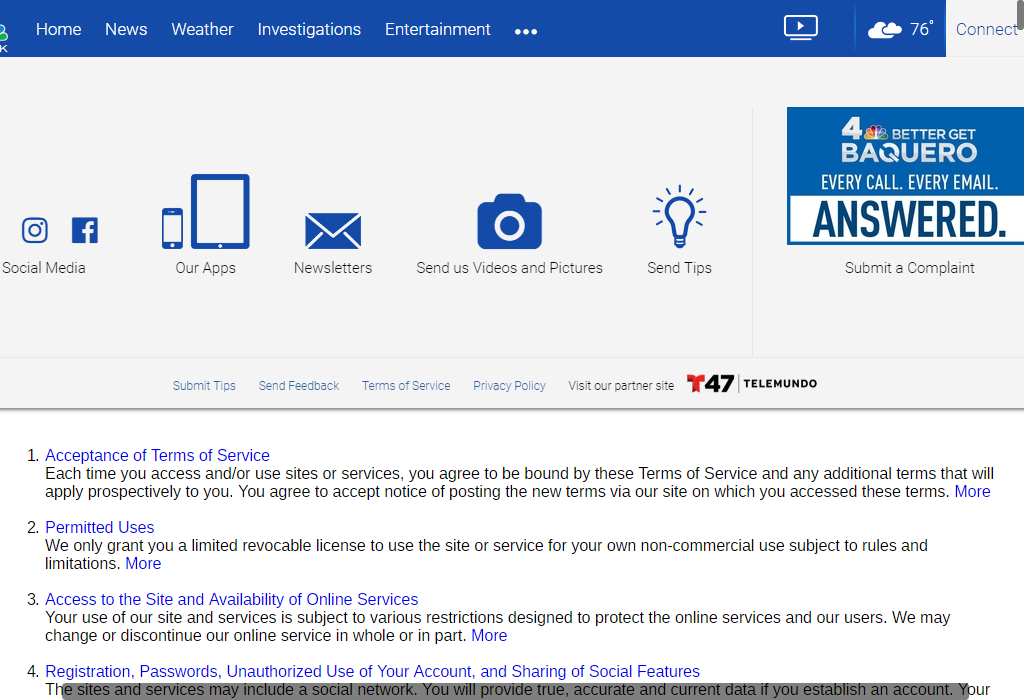 K
Home News Weather Investigations Entertainment ••• 76° Connect
4 BETTER GET
BAQUERO
EVERY CALL. EVERY EMAIL.
ANSWERED.
Social Media Our Apps Newsletters Send us Videos and Pictures Send Tips Submit a Complaint
Submit Tips Send Feedback Terms of Service Privacy Policy Visit our partner site T47 TELEMUNDO
1. Acceptance of Terms of Service
Each time you access and/or use sites or services, you agree to be bound by these Terms of Service and any additional terms that will
apply prospectively to you. You agree to accept notice of posting the new terms via our site on which you accessed these terms. More
2. Permitted Uses
We only grant you a limited revocable license to use the site or service for your own non-commercial use subject to rules and
limitations. More
3. Access to the Site and Availability of Online Services
Your use of our site and services is subject to various restrictions designed to protect the online services and our users. We may
change or discontinue our online service in whole or in part. More
4. Registration, Passwords, Unauthorized Use of Your Account, and Sharing of Social Features
The sites and services may include a social network. You will provide true, accurate and current data if you establish an account. Your